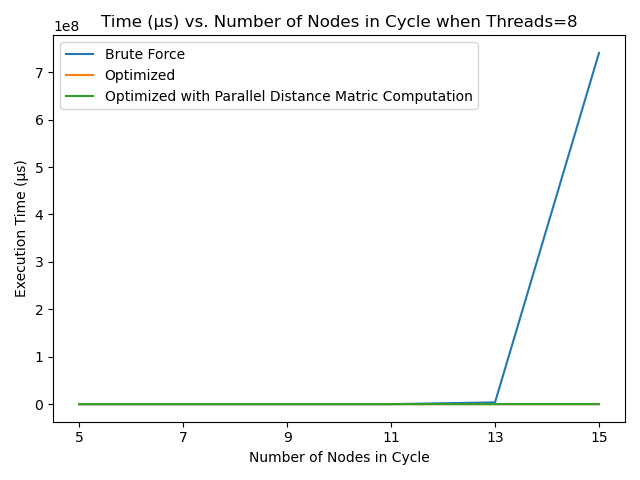 Time (µs) vs. Number of Nodes in Cycle when Threads=8
1e8
Brute Force
Optimized
Optimized with Parallel Distance Matric Computation
7
6
5
4
3
2
1
0
Execution Time (µs)
5 7 9 11 13 15
Number of Nodes in Cycle